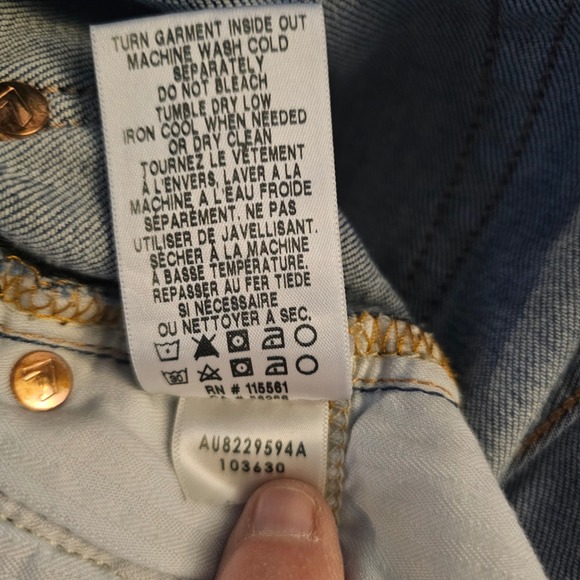 TURN GARMENT INSIDE OUT
MACHINE WASH COLD
SEPARATELY
DO NOT BLEACH
TUMBLE DRY LOW
IRON COOL WHEN NEEDED
OR DRY CLEAN
TOURNEZ LE VÊTEMENT
À L'ENVERS, LAVER À LA
MACHINE A L'EAU FROIDE
SÉPARÉMENT. NE PAS
UTILISER DE JAVELLISANT.
SÉCHER À LA MACHINE
À BASSE TEMPÉRATURE.
REPASSER AU FER TIEDE
SI NÉCESSAIRE
OU NETTOYER A SEC.
90
RN # 115561
AU8229594A
103630